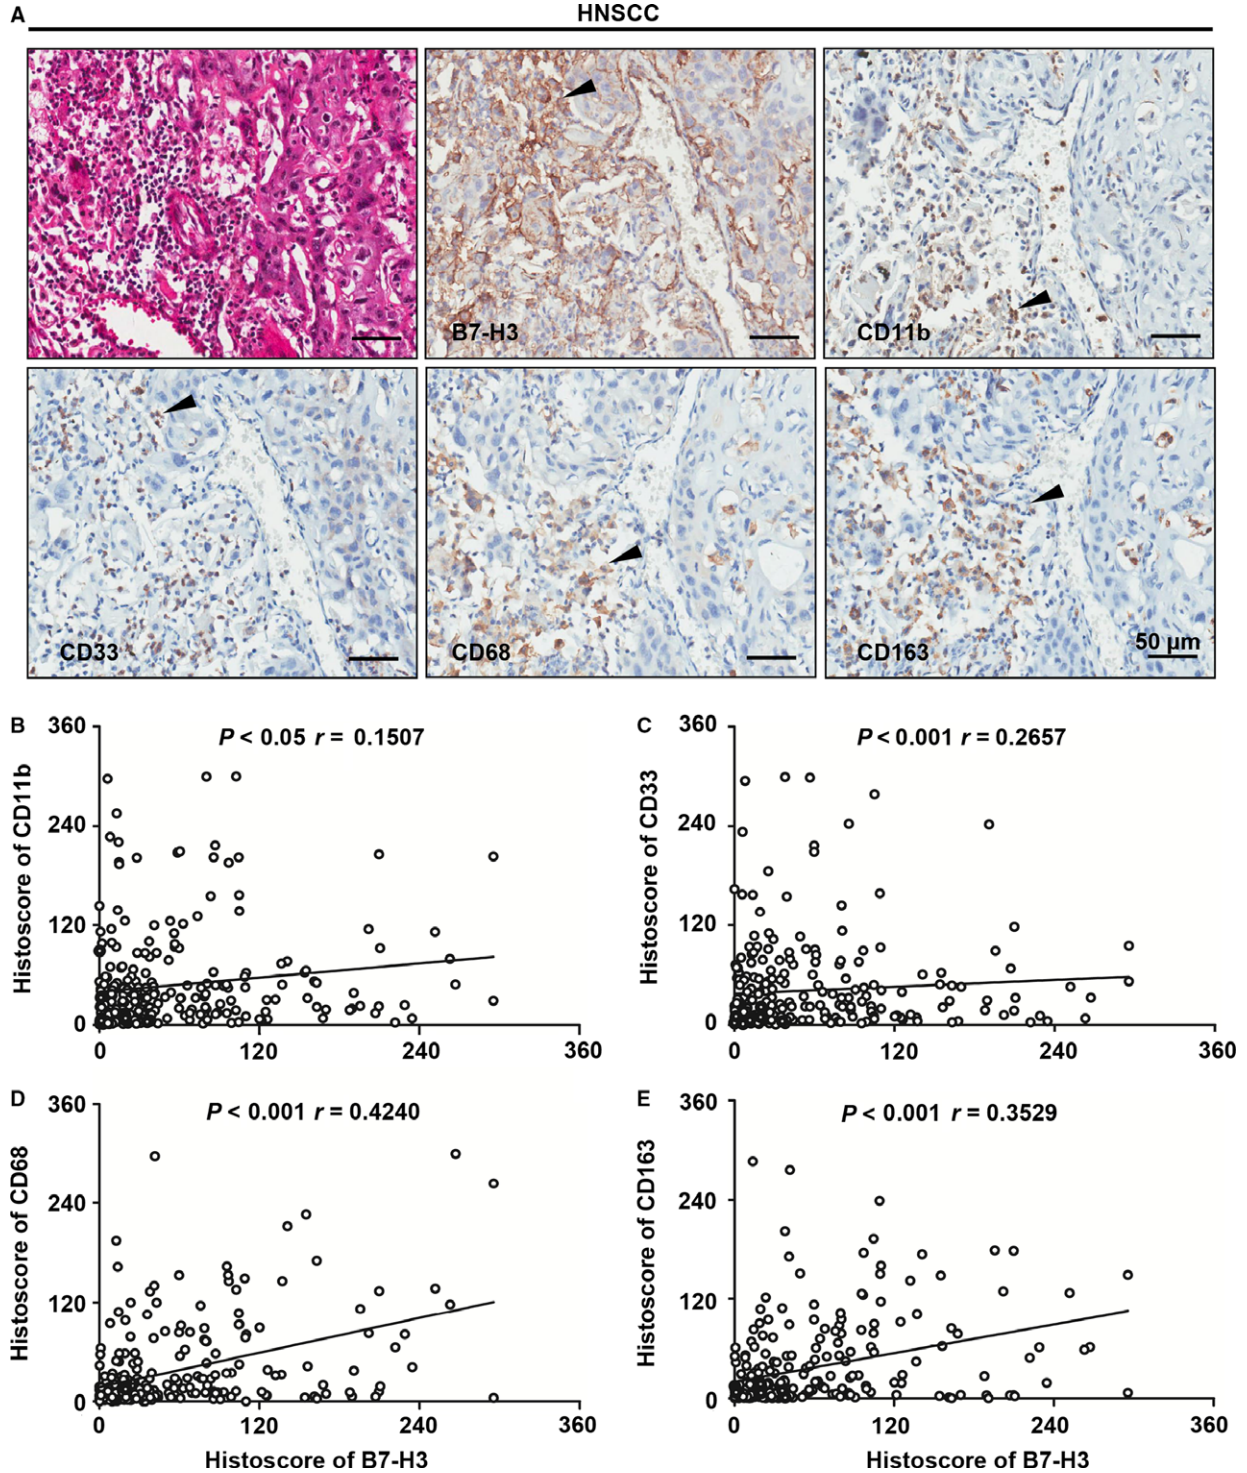 A
HNSCC
B7-H3
CD11b
CD33
CD68
CD163
50 µm
B
P < 0.05 r = 0.1507
Histoscore of CD11b
360
240
120
0
0 120 240 360
C
P < 0.001 r = 0.2657
Histoscore of CD33
360
240
120
0
0 120 240 360
D
P < 0.001 r = 0.4240
Histoscore of CD68
360
240
120
0
0 120 240 360
Histoscore of B7-H3
E
P < 0.001 r = 0.3529
Histoscore of CD163
360
240
120
0
0 120 240 360
Histoscore of B7-H3